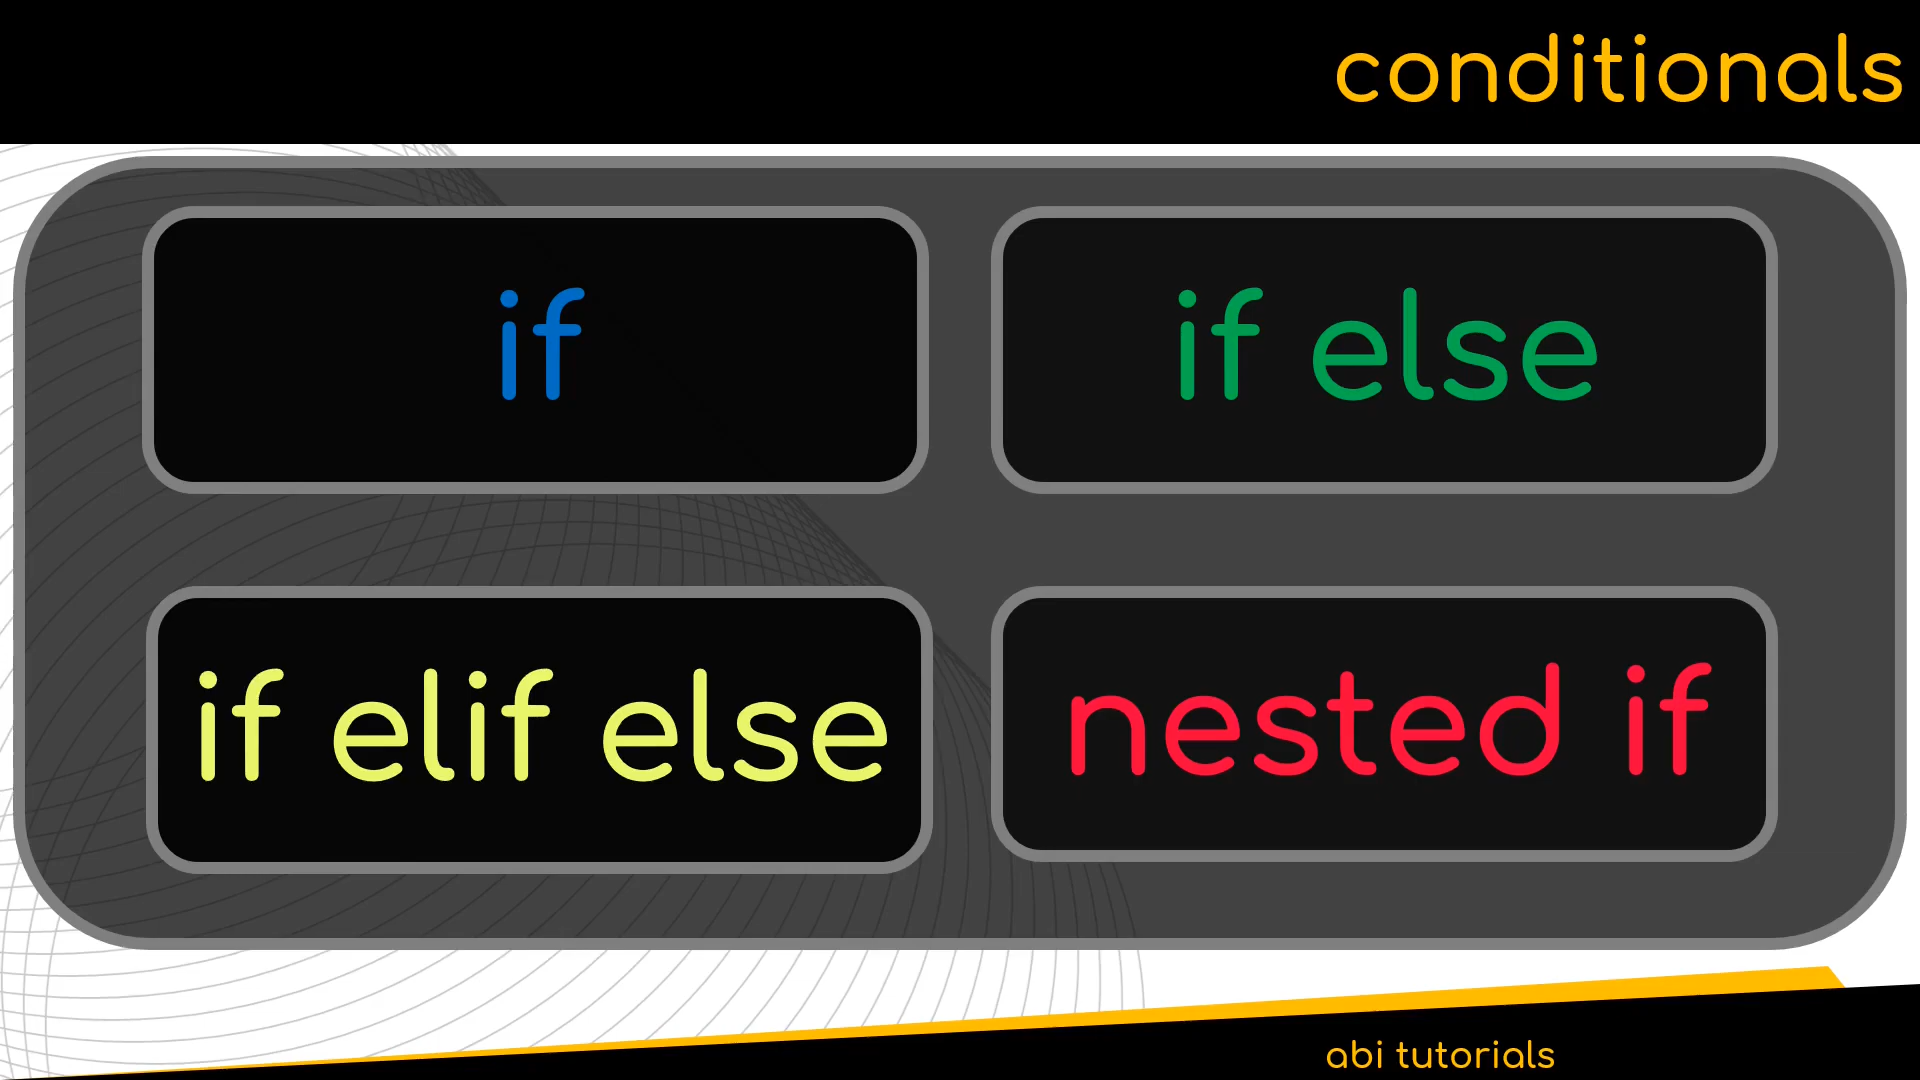 conditionals
if
if else
if elif else
nested if
abi tutorials